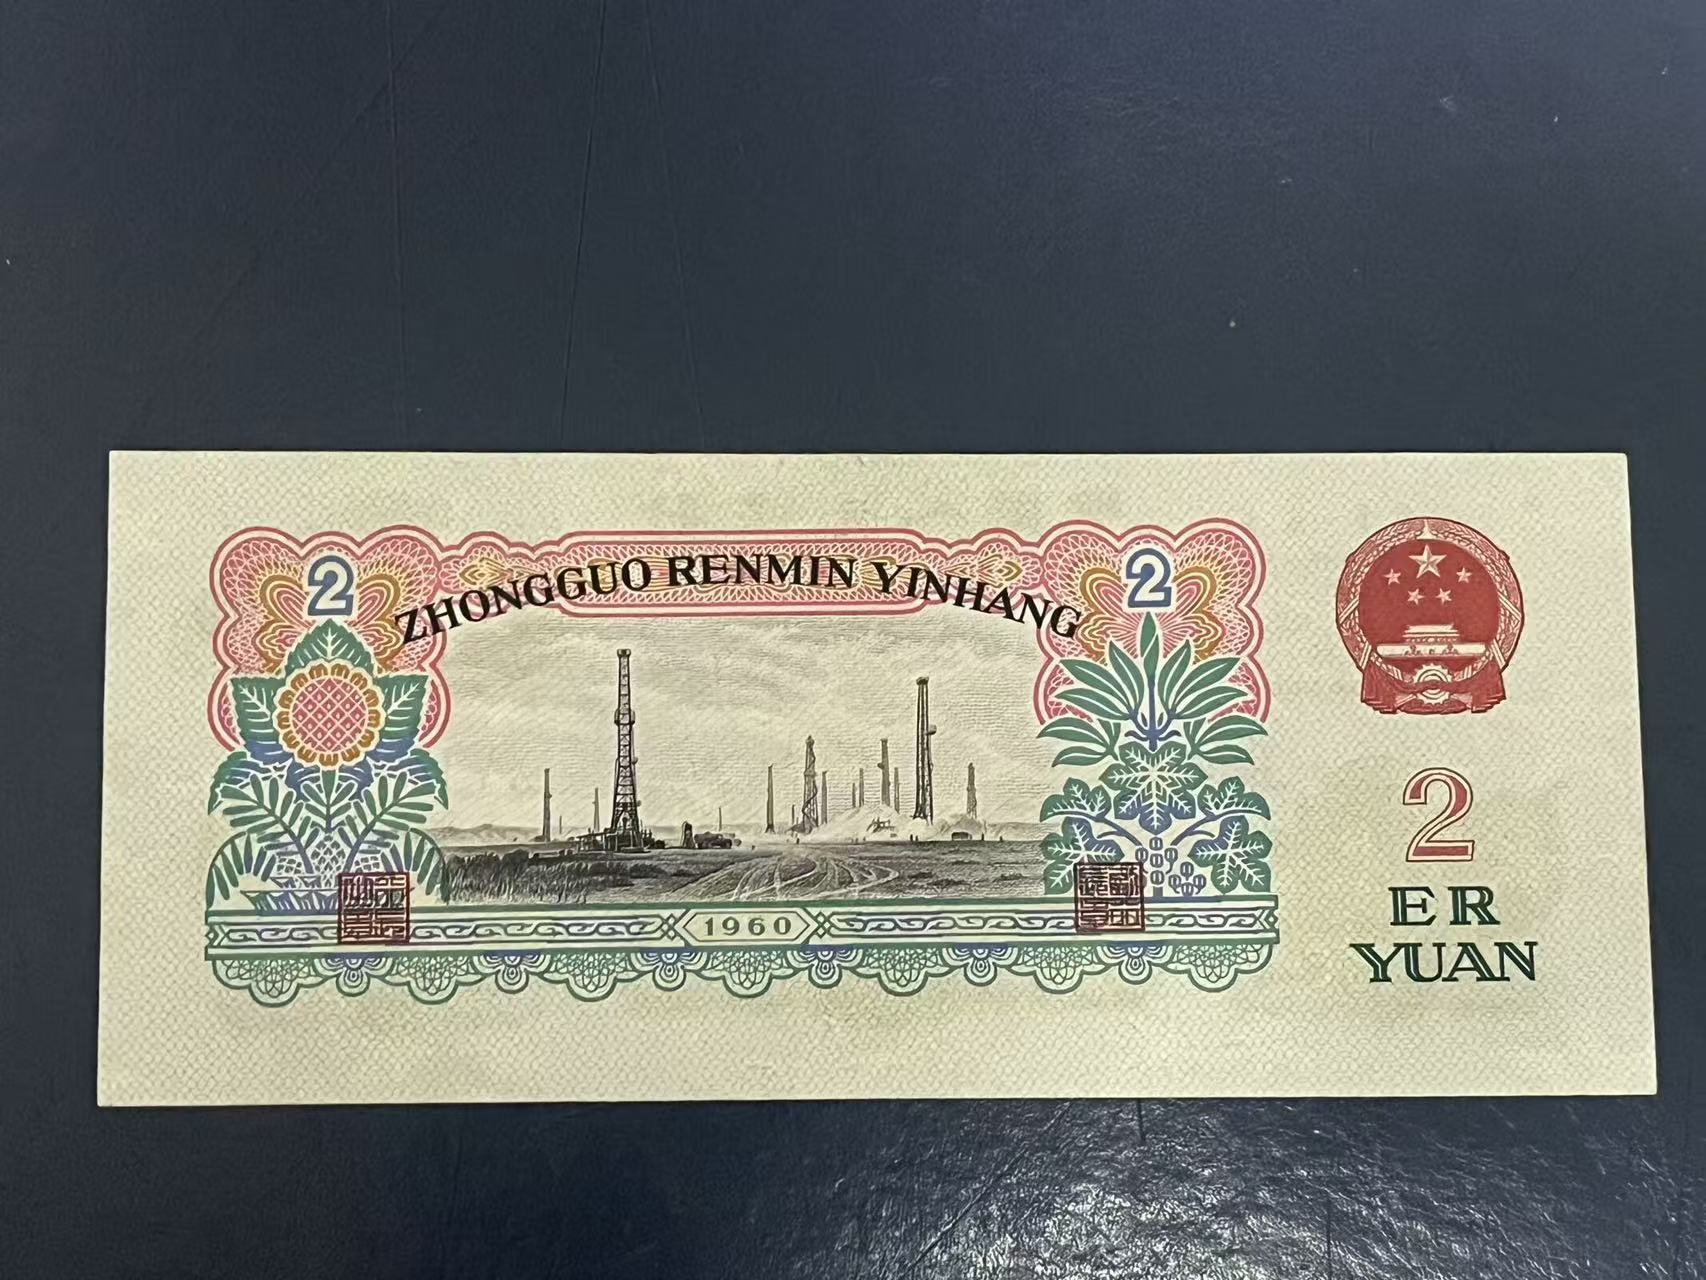 2
ZHONGGUO RENMIN YINHANG
2
1960
2
ER
YUAN